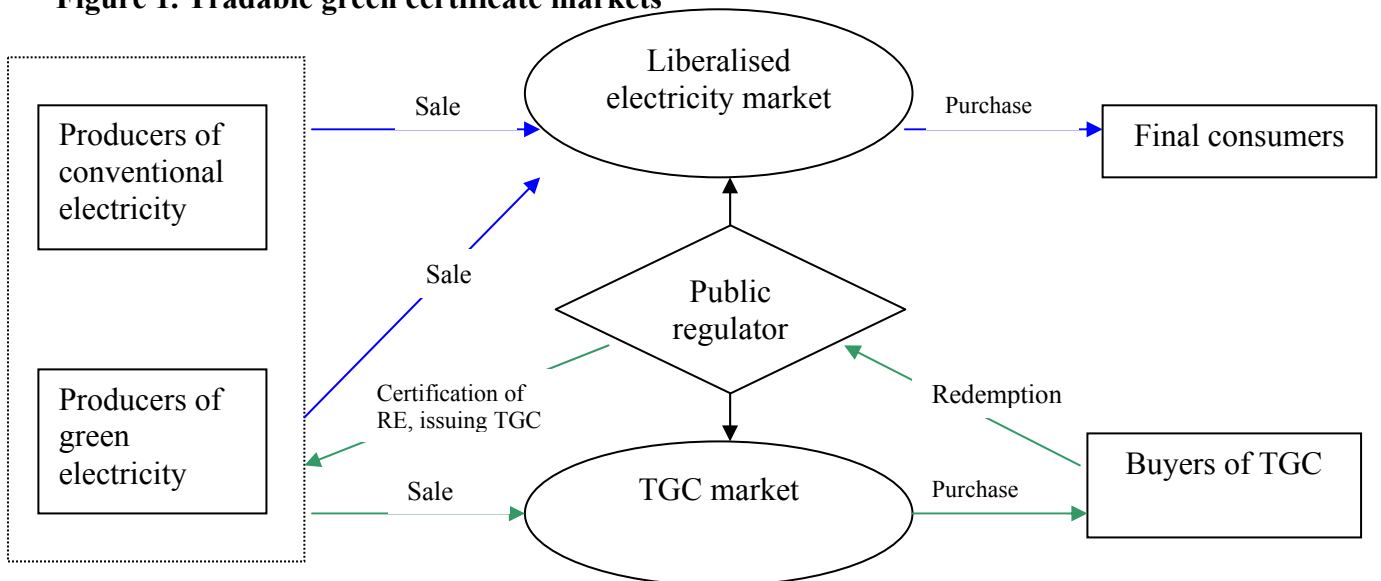 Figure 1. Tradable green certificate markets
Liberalised
electricity market
Sale
Purchase
Producers of
conventional
electricity
Final consumers
Sale
Public
regulator
Certification of
RE, issuing TGC
Redemption
Producers of
green
electricity
Buyers of TGC
Sale
TGC market
Purchase